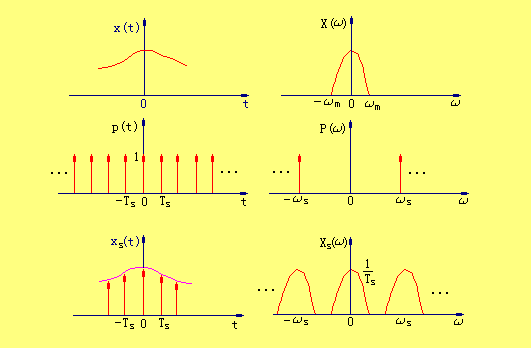 x(t)
0
t
X(ω)
-ωm 0 ωm
ω
p(t)
1
... ...
-Ts 0 Ts
t
P(ω)
... ...
-ωs 0 ωs
ω
xs(t)
-Ts 0 Ts
t
Xs(ω)
1/Ts
... ...
-ωs 0 ωs
ω